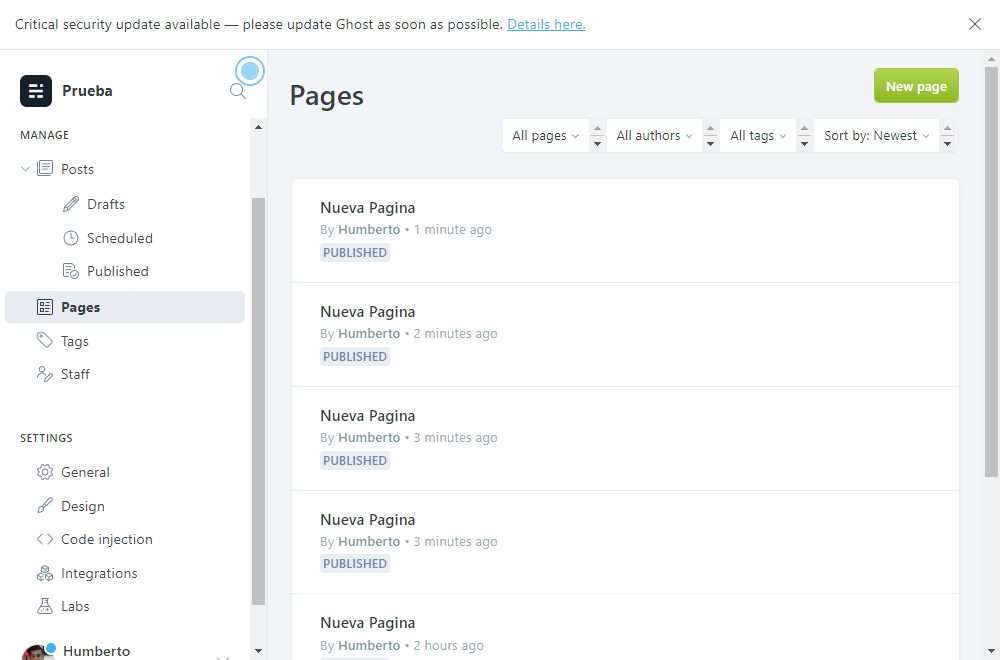 Critical security update available — please update Ghost as soon as possible. Details here.
Prueba
MANAGE
Posts
Drafts
Scheduled
Published
Pages
Tags
Staff
SETTINGS
General
Design
Code injection
Integrations
Labs
Humberto
Pages
New page
All pages
All authors
All tags
Sort by: Newest
Nueva Pagina
By Humberto • 1 minute ago
PUBLISHED
Nueva Pagina
By Humberto • 2 minutes ago
PUBLISHED
Nueva Pagina
By Humberto • 3 minutes ago
PUBLISHED
Nueva Pagina
By Humberto • 3 minutes ago
PUBLISHED
Nueva Pagina
By Humberto • 2 hours ago